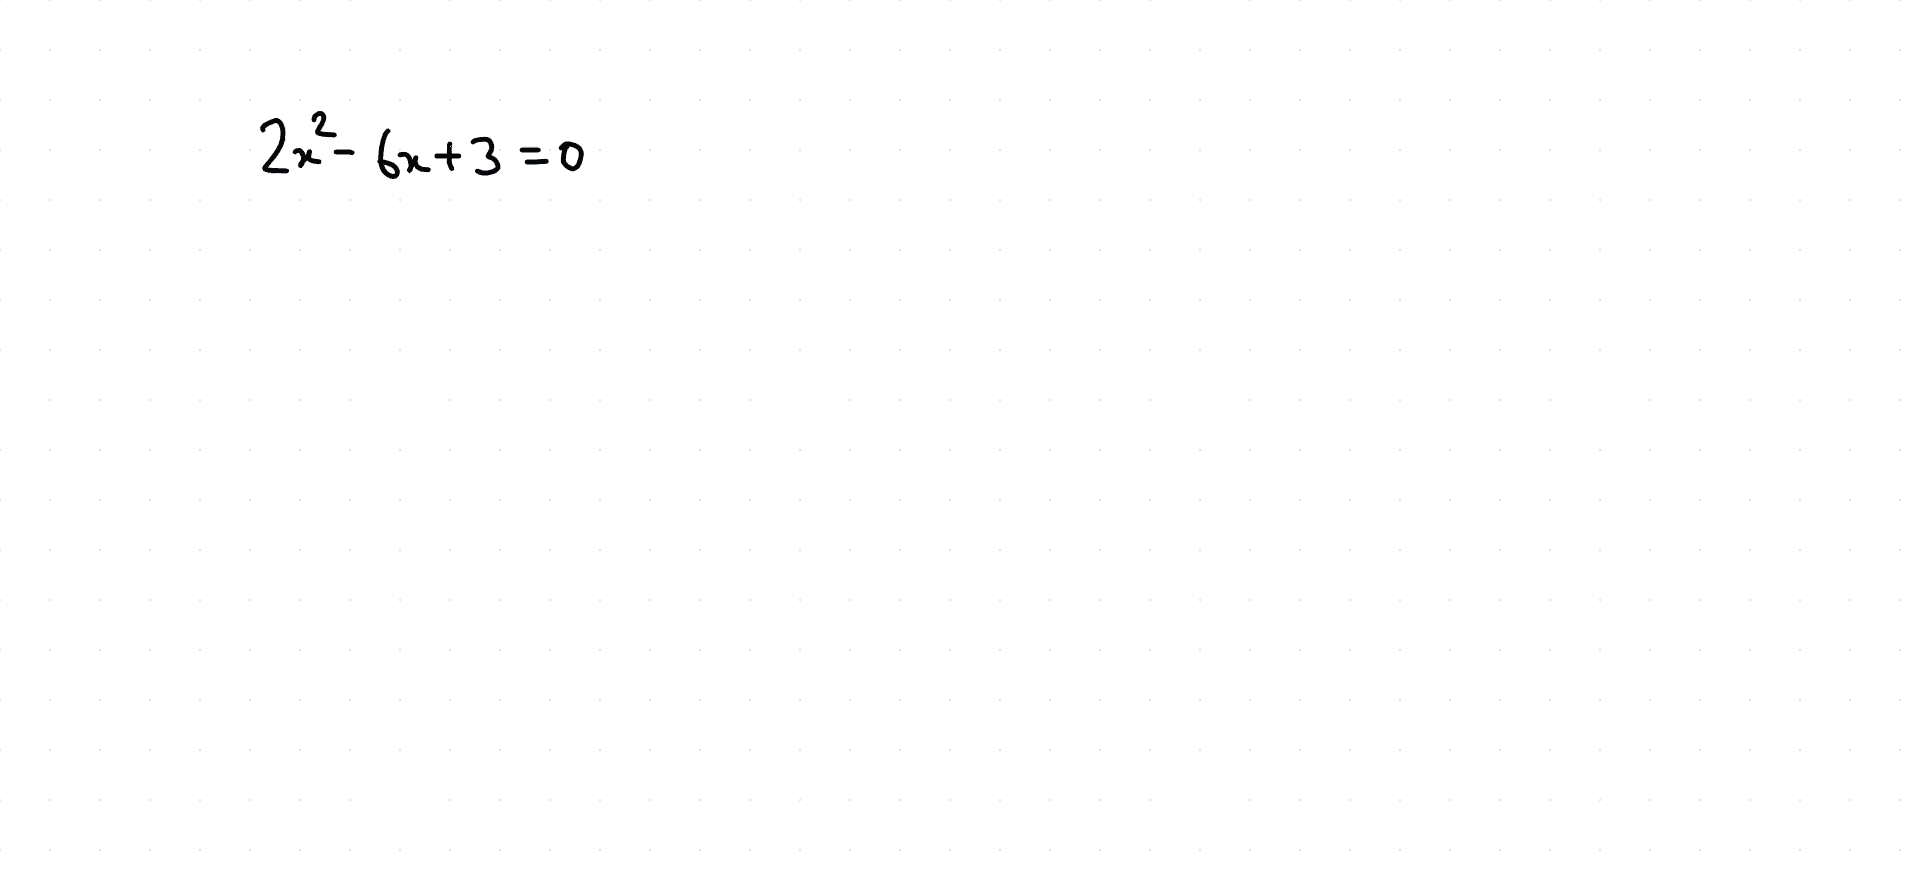 2x² - 6x + 3 = 0